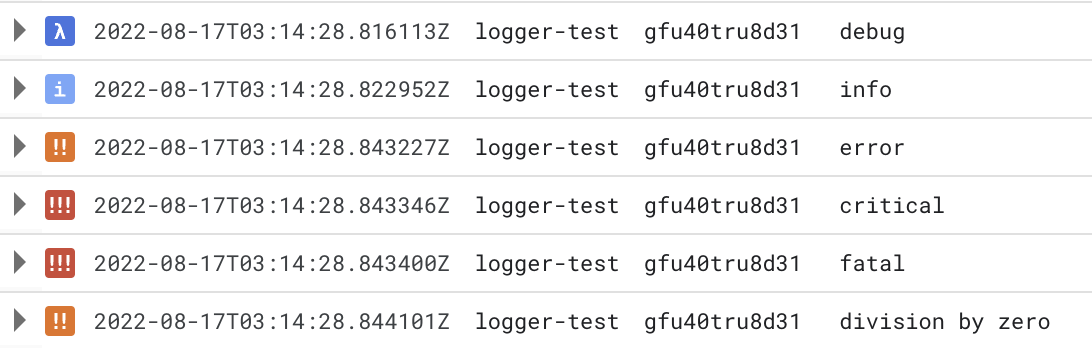 λ 2022-08-17T03:14:28.816113Z logger-test gfu40tru8d31 debug
i 2022-08-17T03:14:28.822952Z logger-test gfu40tru8d31 info
!! 2022-08-17T03:14:28.843227Z logger-test gfu40tru8d31 error
!!! 2022-08-17T03:14:28.843346Z logger-test gfu40tru8d31 critical
!!! 2022-08-17T03:14:28.843400Z logger-test gfu40tru8d31 fatal
!! 2022-08-17T03:14:28.844101Z logger-test gfu40tru8d31 division by zero